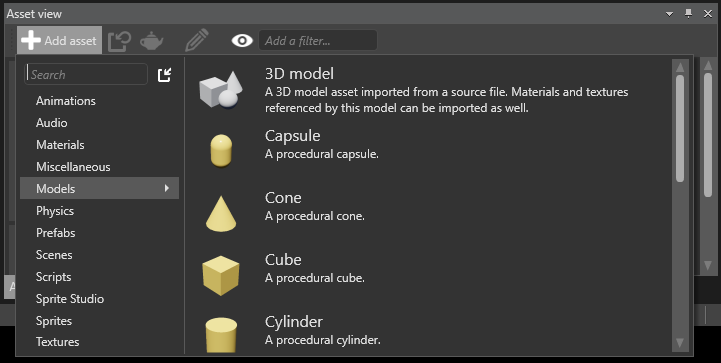 Asset view
Add asset
Add a filter...
Search
Animations
Audio
Materials
Miscellaneous
Models
Physics
Prefabs
Scenes
Scripts
Sprite Studio
Sprites
Textures
3D model
A 3D model asset imported from a source file. Materials and textures
referenced by this model can be imported as well.
Capsule
A procedural capsule.
Cone
A procedural cone.
Cube
A procedural cube.
Cylinder
A procedural cylinder.